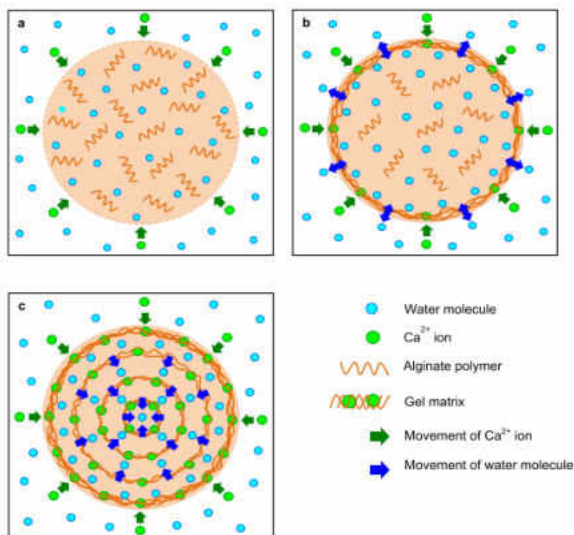 a
b
c
Water molecule
Ca²⁺ ion
Alginate polymer
Gel matrix
Movement of Ca²⁺ ion
Movement of water molecule